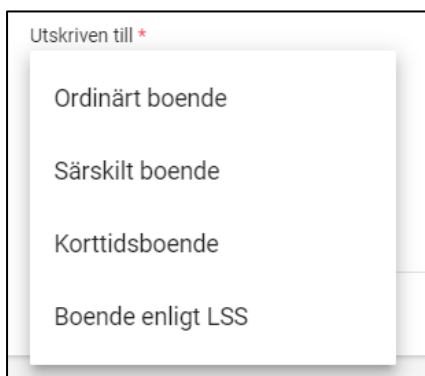 Utskriven till *
Ordinärt boende
Särskilt boende
Korttidsboende
Boende enligt LSS